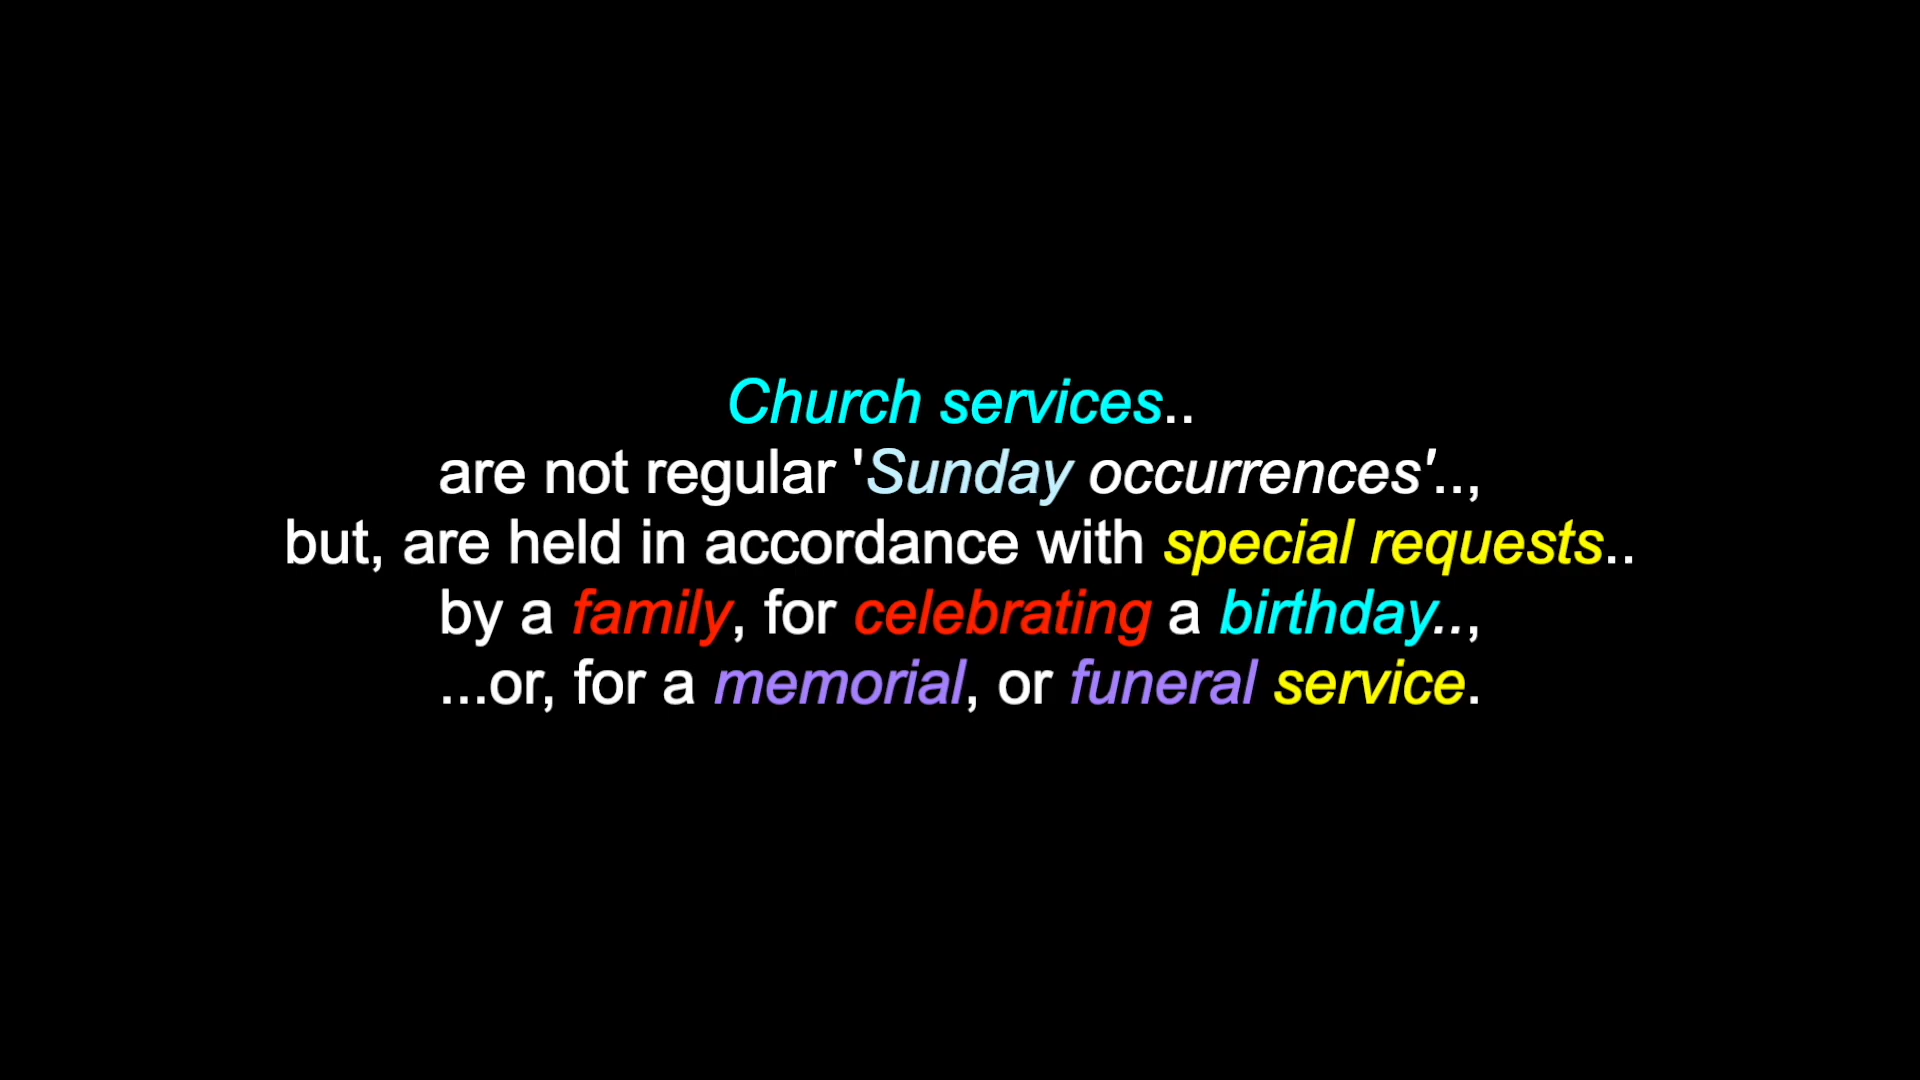 Church services..
are not regular 'Sunday occurrences'..,
but, are held in accordance with special requests..
by a family, for celebrating a birthday..,
...or, for a memorial, or funeral service.